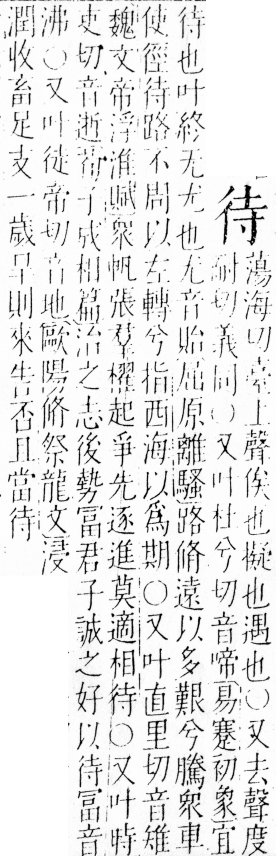 待
蕩海切臺上聲俟也擬也遇也○又去聲度
耐切義同○又叶杜兮切音啼易蹇初象宜
待也叶終无尤也尤音貽屈原離騷路脩遠以多艱兮騰衆車
使徑待路不周以左轉兮指西海以爲期○又叶直里切音雉
魏文帝浮淮賦衆帆張羣櫂起爭先逐進莫適相待○又叶時
吏切音逝荀子成相篇治之志後勢冨君子誠之好以待冨音
沸○又叶徒帝切音地歐陽脩祭龍文浸
潤收畜足支一歲旱則來告否且當待